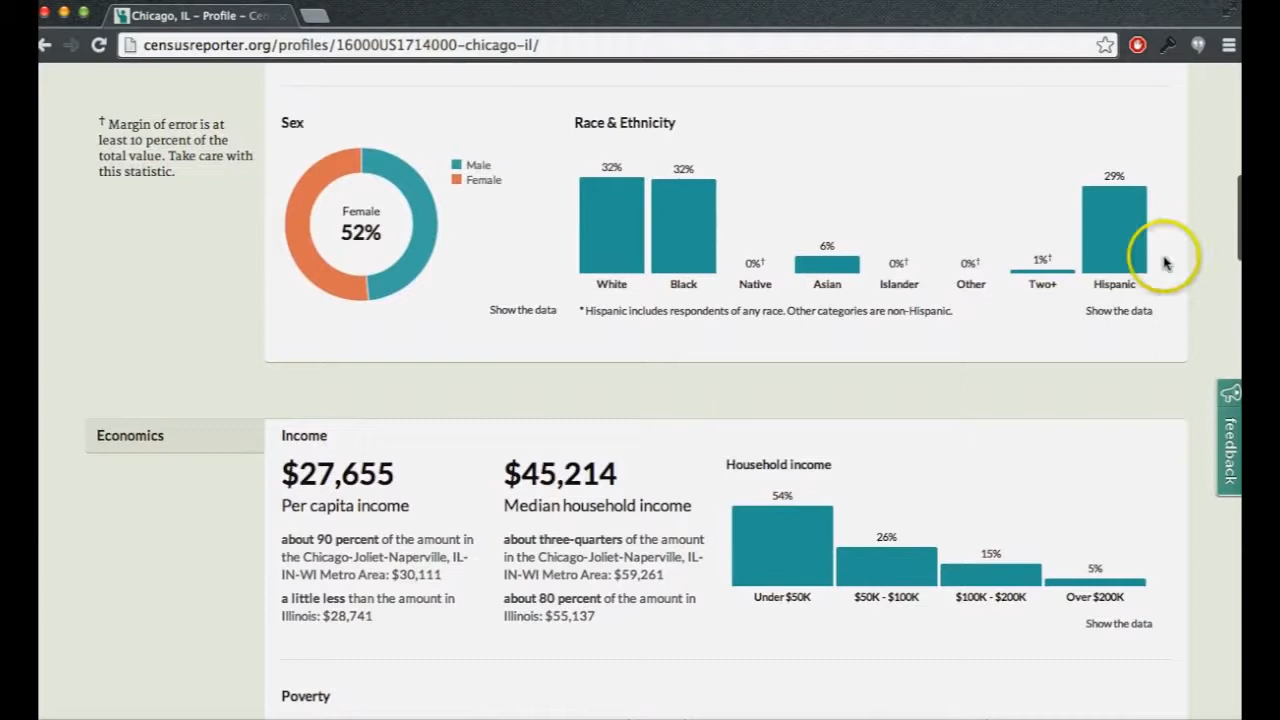 Chicago, IL – Profile – Cen
censusreporter.org/profiles/16000US1714000-chicago-il/
† Margin of error is at
least 10 percent of the
total value. Take care with
this statistic.
Sex
Male
Female
Female
52%
Show the data
Race & Ethnicity
32%
32%
0%†
6%
0%†
0%†
1%†
29%
White
Black
Native
Asian
Islander
Other
Two+
Hispanic
* Hispanic includes respondents of any race. Other categories are non-Hispanic.
Show the data
Economics
Income
$27,655
Per capita income
about 90 percent of the amount in
the Chicago-Joliet-Naperville, IL-
IN-WI Metro Area: $30,111
a little less than the amount in
Illinois: $28,741
$45,214
Median household income
about three-quarters of the amount
in the Chicago-Joliet-Naperville, IL-
IN-WI Metro Area: $59,261
about 80 percent of the amount in
Illinois: $55,137
Household income
54%
26%
15%
5%
Under $50K
$50K - $100K
$100K - $200K
Over $200K
Show the data
Poverty
feedback